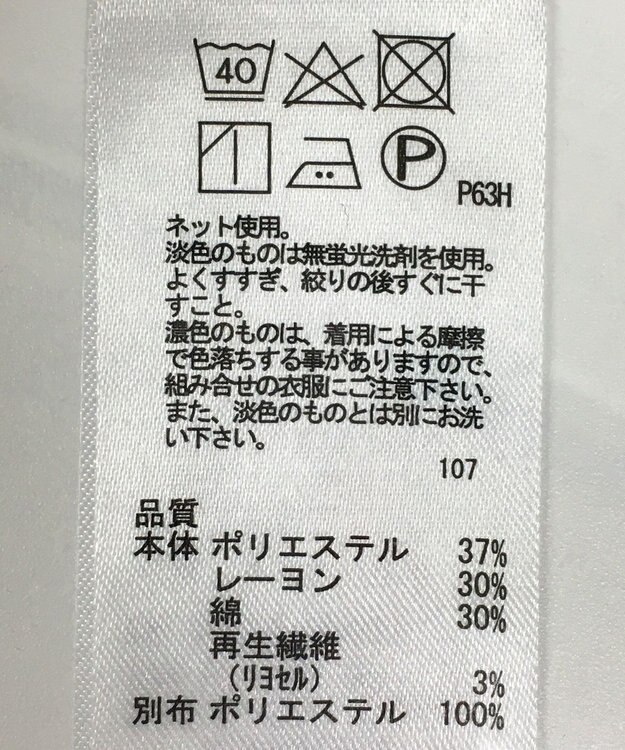 40
P
P63H
ネット使用。
淡色のものは無蛍光洗剤を使用。
よくすすぎ、絞りの後すぐに干
すこと。
濃色のものは、着用による摩擦
で色落ちする事がありますので、
組み合せの衣服にご注意下さい。
また、淡色のものとは別にお洗
い下さい。
107
品質
本体 ポリエステル 37%
レーヨン 30%
綿 30%
再生繊維
(リヨセル) 3%
別布 ポリエステル 100%